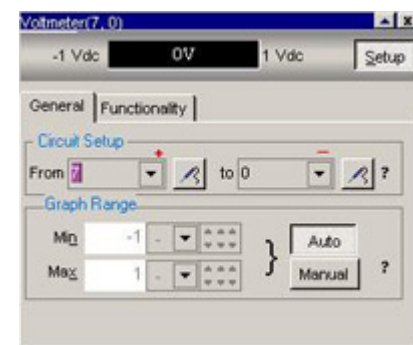 Voltmeter(7, 0)
-1 Vdc 0V 1 Vdc Setup
General Functionality
Circuit Setup
+ −
From 7 to 0 ?
Graph Range
Min -1 - Auto
} ?
Max 1 - Manual